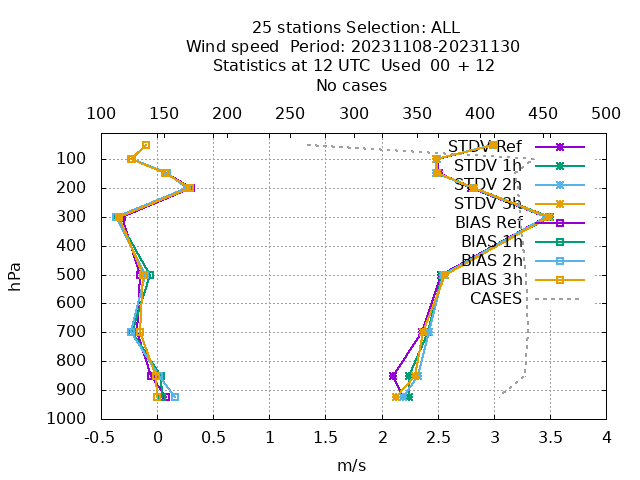 25 stations Selection: ALL
Wind speed  Period: 20231108-20231130
Statistics at 12 UTC  Used  00 + 12
No cases
100 150 200 250 300 350 400 450 500
STDV Ref
STDV 1h
STDV 2h
STDV 3h
BIAS Ref
BIAS 1h
BIAS 2h
BIAS 3h
CASES
100
200
300
400
500
600
700
800
900
1000
hPa
-0.5 0 0.5 1 1.5 2 2.5 3 3.5 4
m/s